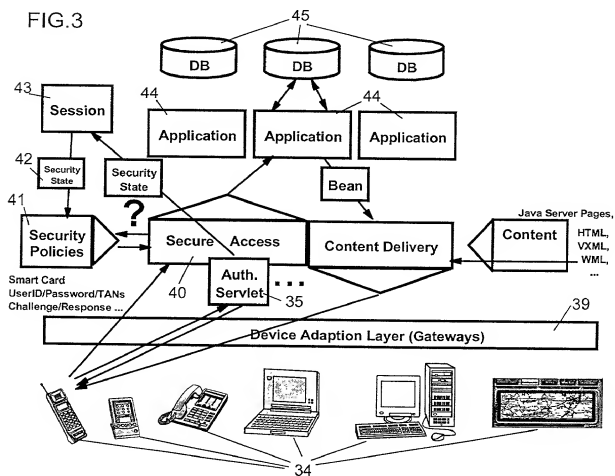 FIG.3
45
DB
DB
DB
43
Session
44
Application
Application
44
Application
42
Security
State
Security
State
Bean
41
?
Security
Policies
Secure Access
Content Delivery
Content
Java Server Pages,
HTML,
VXML,
WML,
...
40
Auth.
Servlet
35
...
Smart Card
UserID/Password/TANs
Challenge/Response ...
39
Device Adaption Layer (Gateways)
34